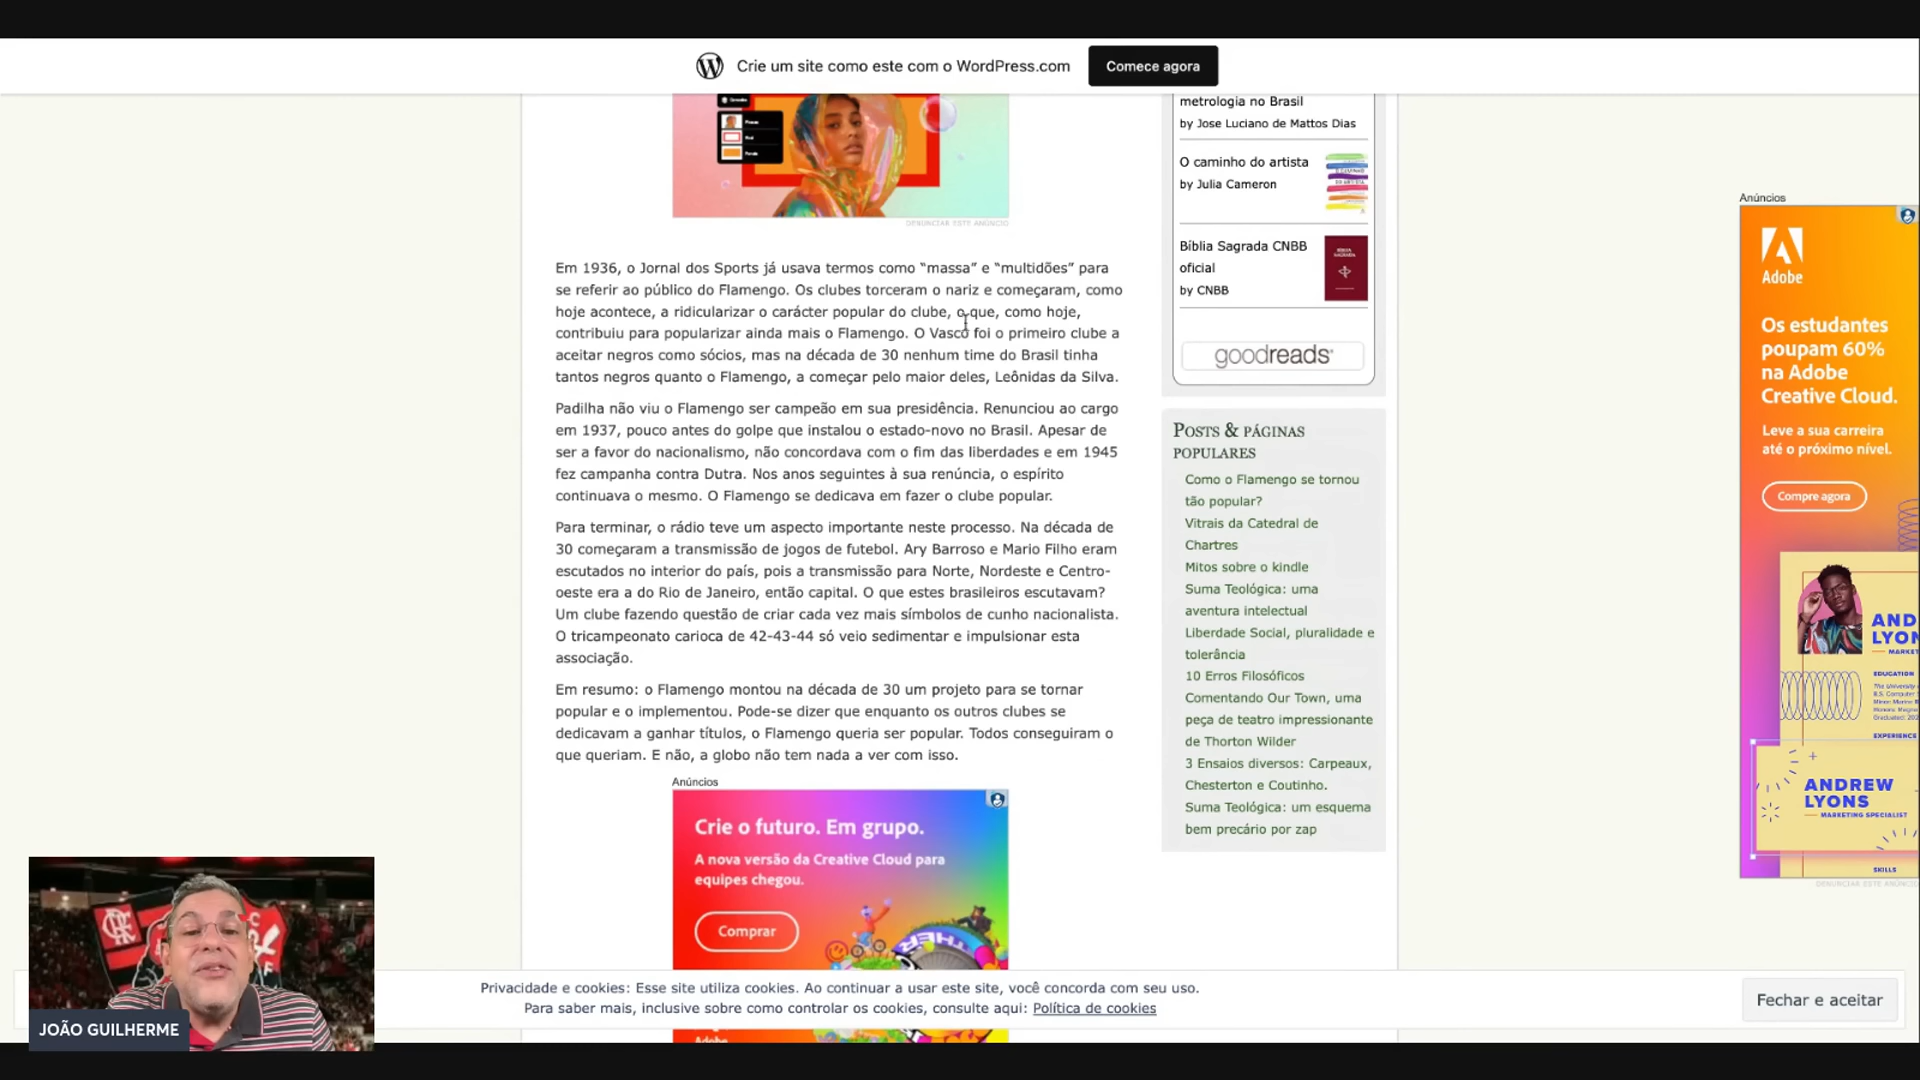 Crie um site como este com o WordPress.com
Comece agora
DENUNCIAR ESTE ANÚNCIO
Em 1936, o Jornal dos Sports já usava termos como “massa” e “multidões” para
se referir ao público do Flamengo. Os clubes torceram o nariz e começaram, como
hoje acontece, a ridicularizar o carácter popular do clube, o que, como hoje,
contribuiu para popularizar ainda mais o Flamengo. O Vasco foi o primeiro clube a
aceitar negros como sócios, mas na década de 30 nenhum time do Brasil tinha
tantos negros quanto o Flamengo, a começar pelo maior deles, Leônidas da Silva.
Padilha não viu o Flamengo ser campeão em sua presidência. Renunciou ao cargo
em 1937, pouco antes do golpe que instalou o estado-novo no Brasil. Apesar de
ser a favor do nacionalismo, não concordava com o fim das liberdades e em 1945
fez campanha contra Dutra. Nos anos seguintes à sua renúncia, o espírito
continuava o mesmo. O Flamengo se dedicava em fazer o clube popular.
Para terminar, o rádio teve um aspecto importante neste processo. Na década de
30 começaram a transmissão de jogos de futebol. Ary Barroso e Mario Filho eram
escutados no interior do país, pois a transmissão para Norte, Nordeste e Centro-
oeste era a do Rio de Janeiro, então capital. O que estes brasileiros escutavam?
Um clube fazendo questão de criar cada vez mais símbolos de cunho nacionalista.
O tricampeonato carioca de 42-43-44 só veio sedimentar e impulsionar esta
associação.
Em resumo: o Flamengo montou na década de 30 um projeto para se tornar
popular e o implementou. Pode-se dizer que enquanto os outros clubes se
dedicavam a ganhar títulos, o Flamengo queria ser popular. Todos conseguiram o
que queriam. E não, a globo não tem nada a ver com isso.
Anúncios
Crie o futuro. Em grupo.
A nova versão da Creative Cloud para
equipes chegou.
Comprar
Adobe
metrologia no Brasil
by Jose Luciano de Mattos Dias
O caminho do artista
by Julia Cameron
Bíblia Sagrada CNBB
oficial
by CNBB
goodreads
POSTS & PÁGINAS
POPULARES
Como o Flamengo se tornou
tão popular?
Vitrais da Catedral de
Chartres
Mitos sobre o kindle
Suma Teológica: uma
aventura intelectual
Liberdade Social, pluralidade e
tolerância
10 Erros Filosóficos
Comentando Our Town, uma
peça de teatro impressionante
de Thorton Wilder
3 Ensaios diversos: Carpeaux,
Chesterton e Coutinho.
Suma Teológica: um esquema
bem precário por zap
Anúncios
Adobe
Os estudantes
poupam 60%
na Adobe
Creative Cloud.
Leve a sua carreira
até o próximo nível.
Compre agora
EDUCATION
EXPERIENCE
ANDREW
LYONS
MARKETING SPECIALIST
SKILLS
DENUNCIAR ESTE ANÚNCIO
JOÃO GUILHERME
Privacidade e cookies: Esse site utiliza cookies. Ao continuar a usar este site, você concorda com seu uso.
Para saber mais, inclusive sobre como controlar os cookies, consulte aqui: Política de cookies
Fechar e aceitar